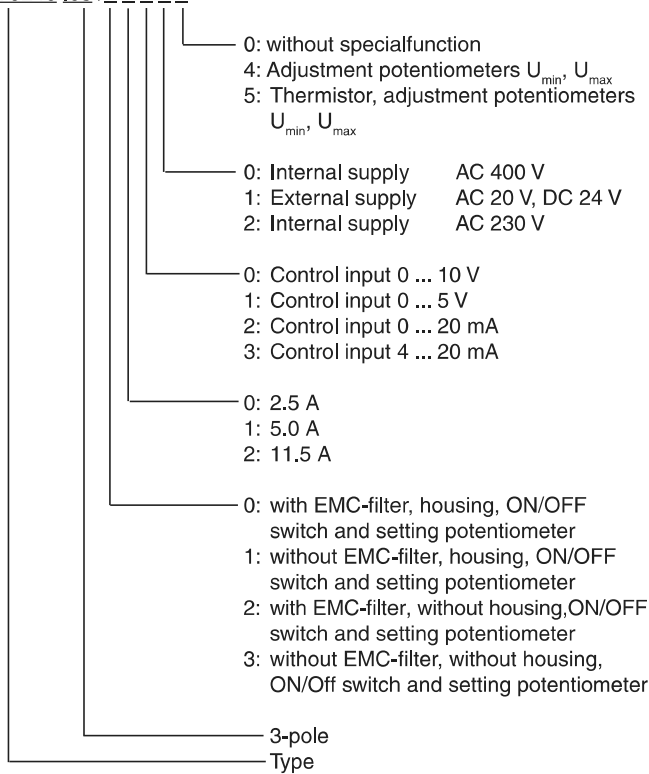 0: without specialfunction
4: Adjustment potentiometers Umin, Umax
5: Thermistor, adjustment potentiometers
Umin, Umax
0: Internal supply AC 400 V
1: External supply AC 20 V, DC 24 V
2: Internal supply AC 230 V
0: Control input 0 ... 10 V
1: Control input 0 ... 5 V
2: Control input 0 ... 20 mA
3: Control input 4 ... 20 mA
0: 2.5 A
1: 5.0 A
2: 11.5 A
0: with EMC-filter, housing, ON/OFF
switch and setting potentiometer
1: without EMC-filter, housing, ON/OFF
switch and setting potentiometer
2: with EMC-filter, without housing,ON/OFF
switch and setting potentiometer
3: without EMC-filter, without housing,
ON/Off switch and setting potentiometer
3-pole
Type